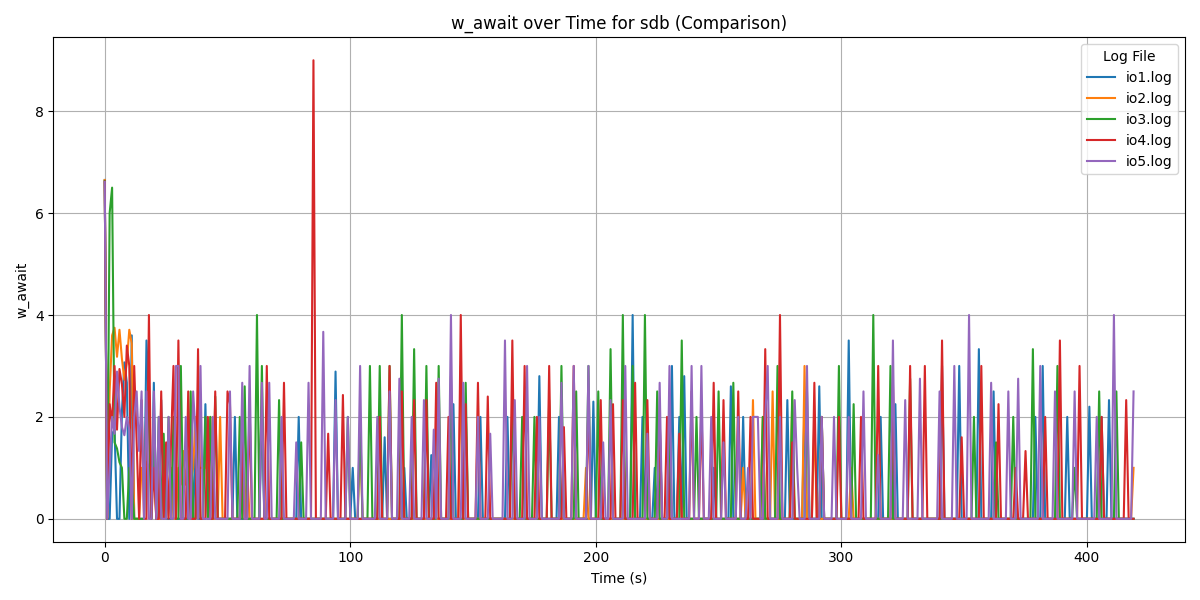 w_await over Time for sdb (Comparison)
Log File
io1.log
io2.log
io3.log
io4.log
io5.log
w_await
8
6
4
2
0
0 100 200 300 400
Time (s)